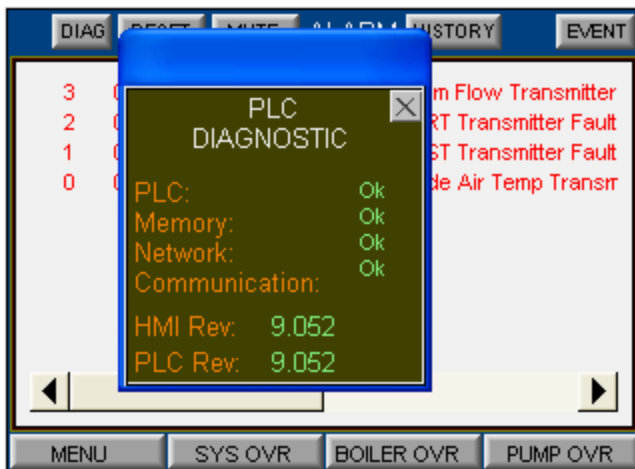 DIAG HISTORY EVENT
PLC
DIAGNOSTIC
3 m Flow Transmitter
2 RT Transmitter Fault
1 ST Transmitter Fault
0 de Air Temp
PLC: Ok
Memory: Ok
Network: Ok
Communication: Ok
HMI Rev: 9.052
PLC Rev: 9.052
MENU SYS OVR BOILER OVR PUMP OVR